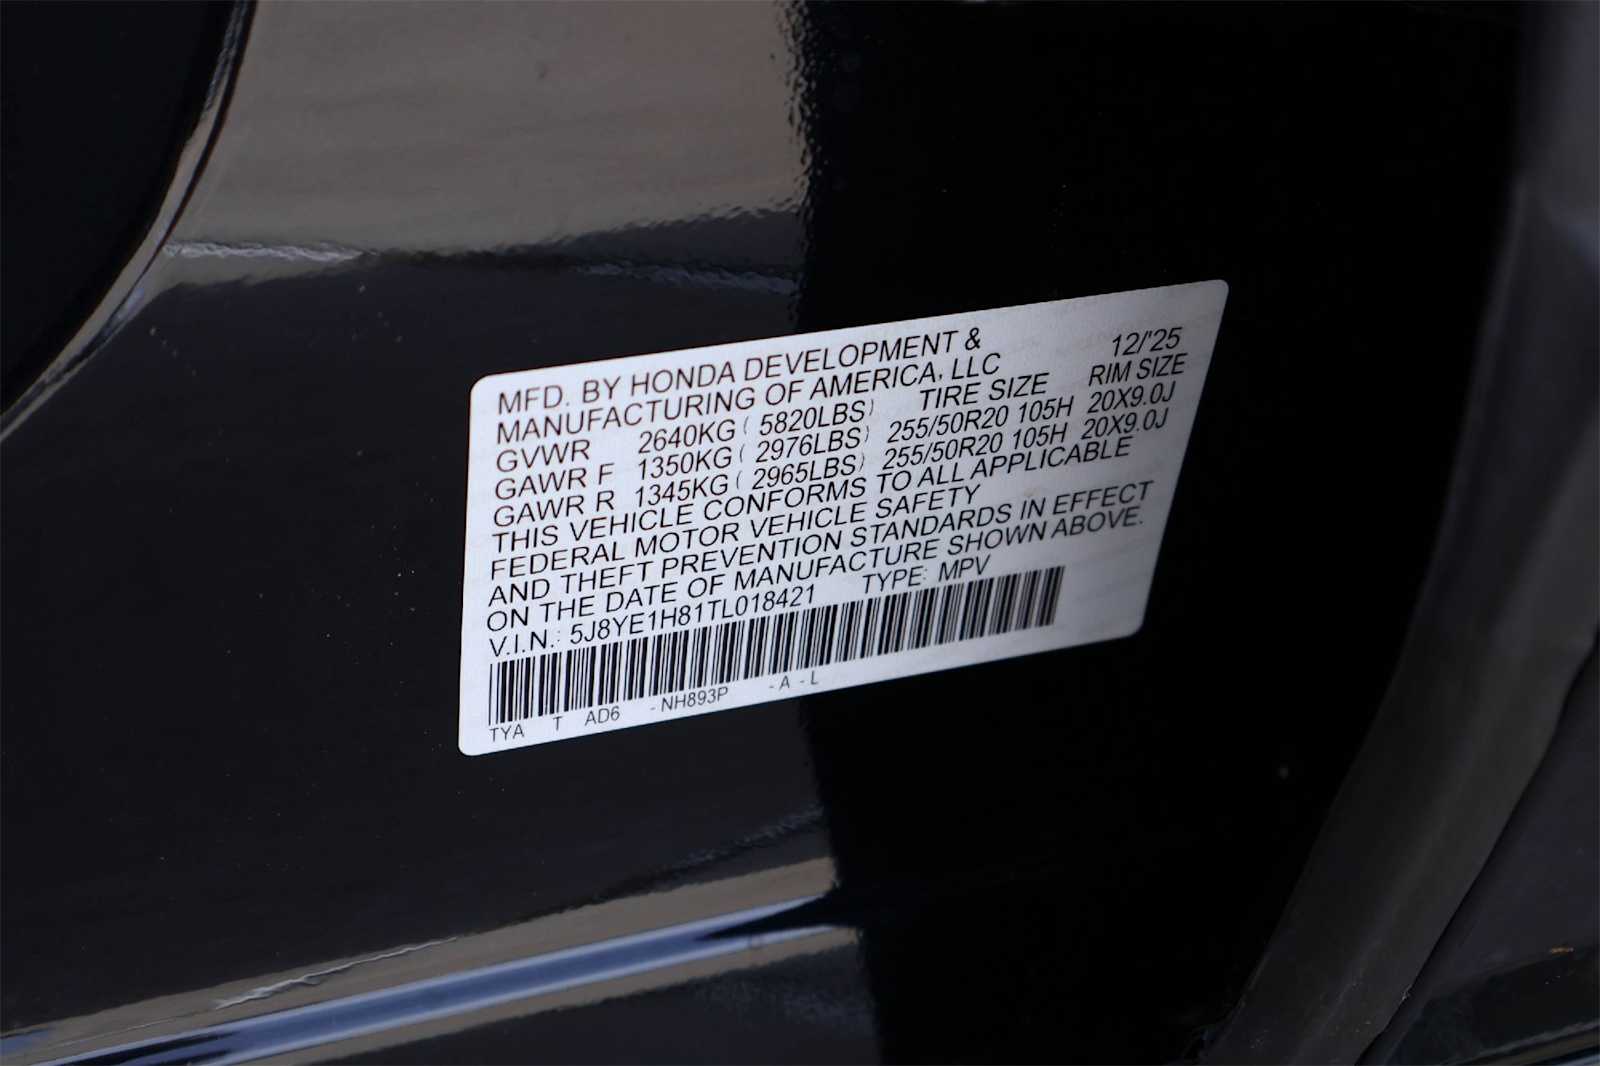 MFD. BY HONDA DEVELOPMENT & 12/'25
MANUFACTURING OF AMERICA, LLC
TIRE SIZE RIM SIZE
GVWR 2640KG ( 5820LBS)
GAWR F 1350KG ( 2976LBS) 255/50R20 105H 20X9.0J
GAWR R 1345KG ( 2965LBS) 255/50R20 105H 20X9.0J
THIS VEHICLE CONFORMS TO ALL APPLICABLE
FEDERAL MOTOR VEHICLE SAFETY
AND THEFT PREVENTION STANDARDS IN EFFECT
ON THE DATE OF MANUFACTURE SHOWN ABOVE.
V.I.N.: 5J8YE1H81TL018421 TYPE: MPV
TYA T AD6 -NH893P -A -L